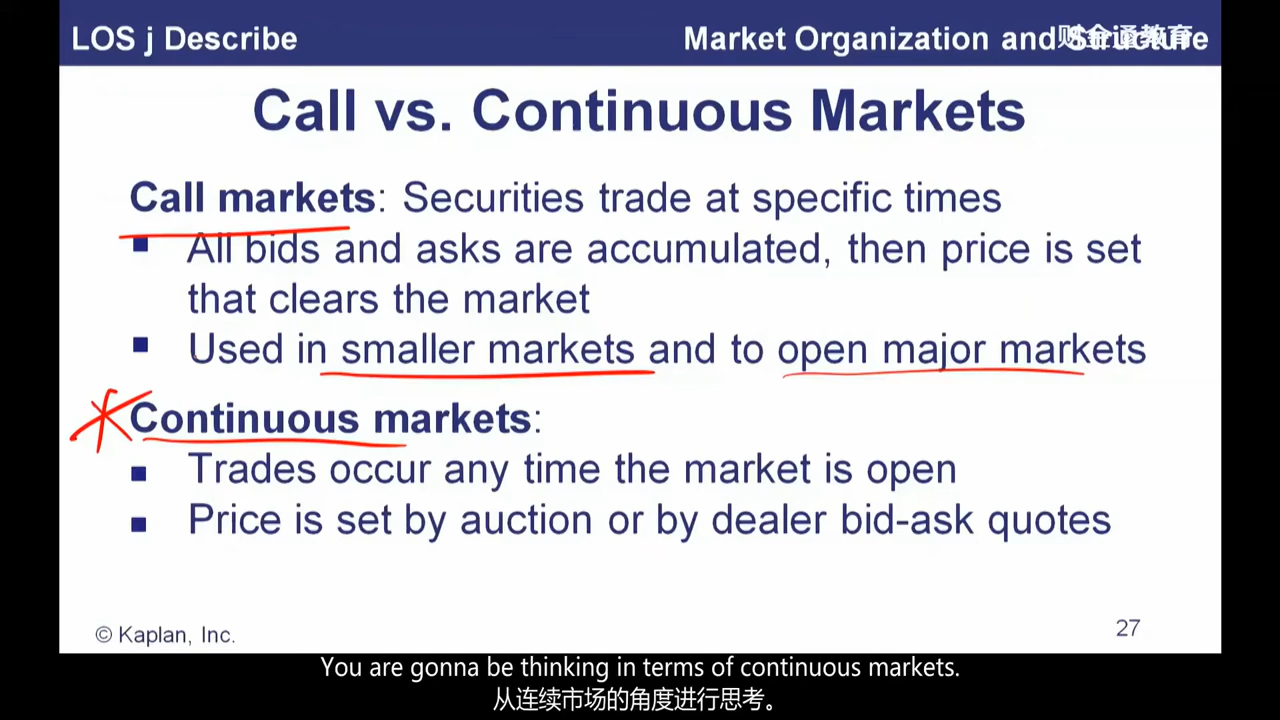 LOS j Describe
Market Organization and Structure
财金通教育
Call vs. Continuous Markets
Call markets: Securities trade at specific times
▪ All bids and asks are accumulated, then price is set
that clears the market
▪ Used in smaller markets and to open major markets
Continuous markets:
▪ Trades occur any time the market is open
▪ Price is set by auction or by dealer bid-ask quotes
© Kaplan, Inc.
27
You are gonna be thinking in terms of continuous markets.
从连续市场的角度进行思考。